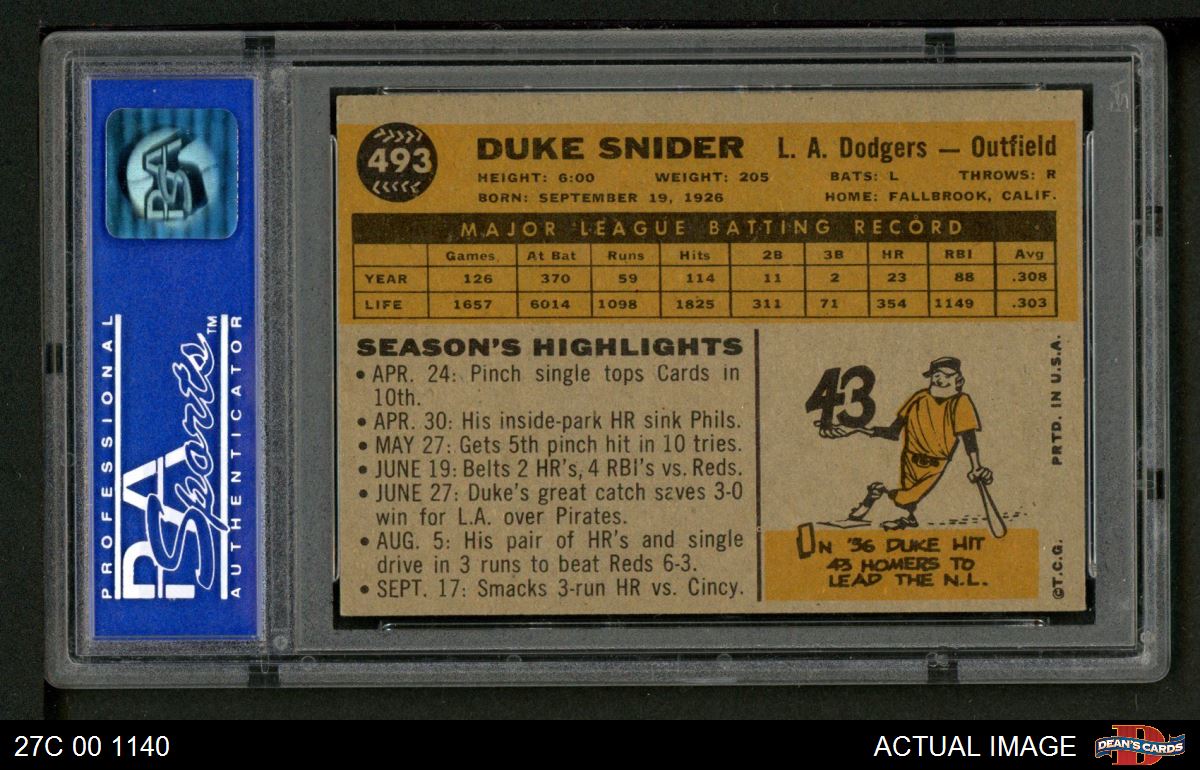 PSA
PROFESSIONAL
PSA Sports™
AUTHENTICATOR
493
DUKE SNIDER L. A. Dodgers — Outfield
HEIGHT: 6:00 WEIGHT: 205 BATS: L THROWS: R
BORN: SEPTEMBER 19, 1926 HOME: FALLBROOK, CALIF.
MAJOR LEAGUE BATTING RECORD
Games At Bat Runs Hits 2B 3B HR RBI Avg
YEAR 126 370 59 114 11 2 23 88 .308
LIFE 1657 6014 1098 1825 311 71 354 1149 .303
SEASON'S HIGHLIGHTS
• APR. 24: Pinch single tops Cards in
10th.
• APR. 30: His inside-park HR sink Phils.
• MAY 27: Gets 5th pinch hit in 10 tries.
• JUNE 19: Belts 2 HR's, 4 RBI's vs. Reds.
• JUNE 27: Duke's great catch saves 3-0
win for L.A. over Pirates.
• AUG. 5: His pair of HR's and single
drive in 3 runs to beat Reds 6-3.
• SEPT. 17: Smacks 3-run HR vs. Cincy.
43
ON '56 DUKE HIT
43 HOMERS TO
LEAD THE N.L.
PRTD. IN U.S.A.
©T.C.G.
27C 00 1140
ACTUAL IMAGE
DEAN'S CARDS